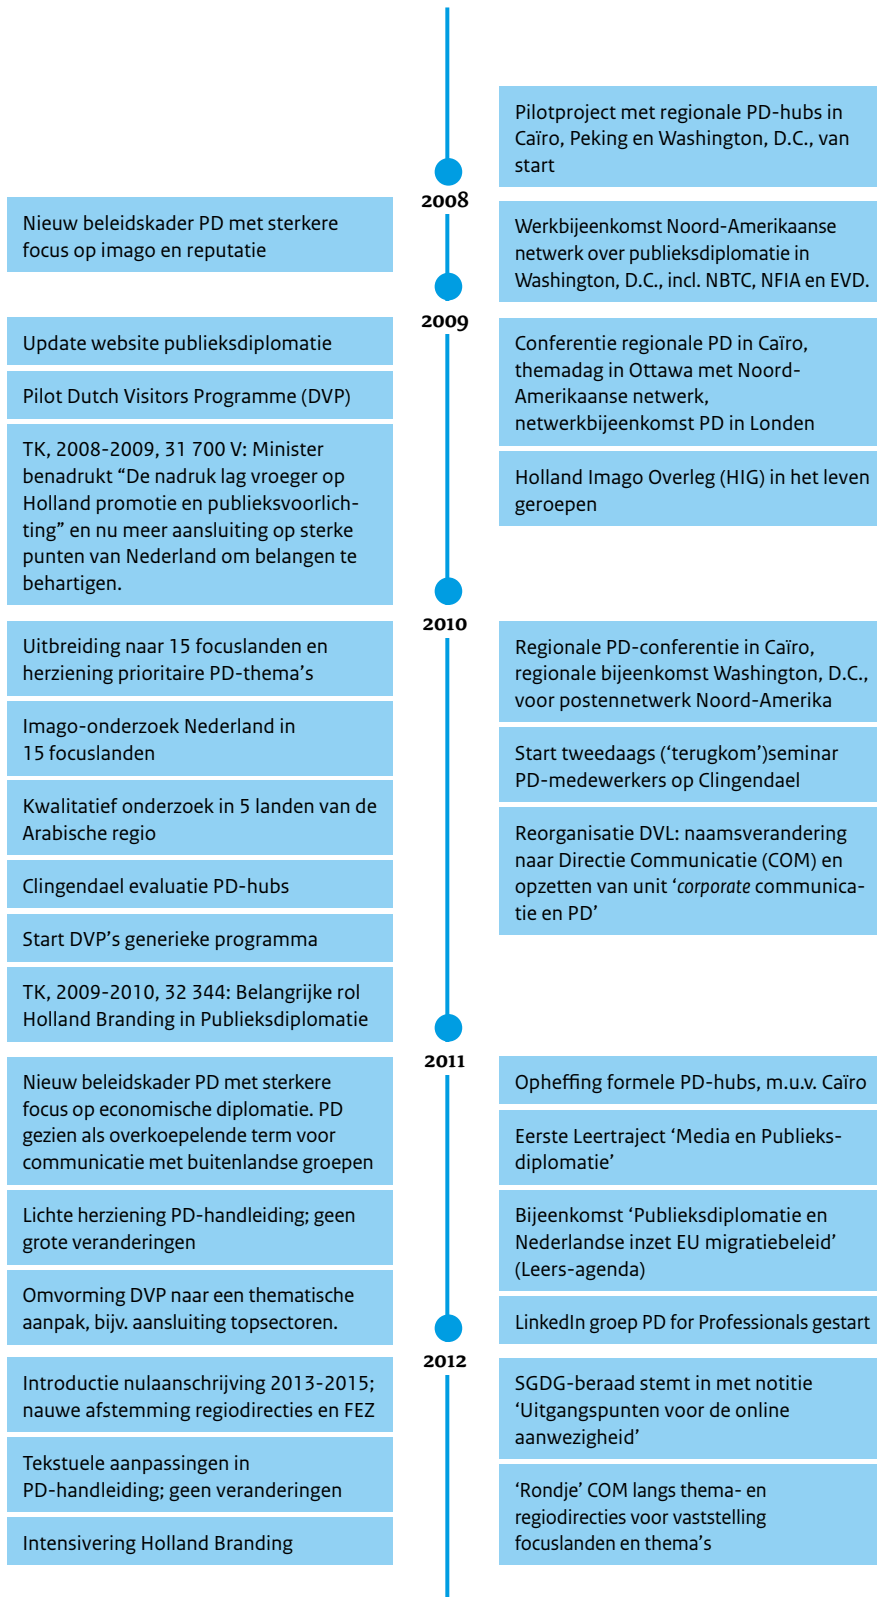 Pilotproject met regionale PD-hubs in
Caïro, Peking en Washington, D.C., van
start
2008
Nieuw beleidskader PD met sterkere
focus op imago en reputatie
Werkbijeenkomst Noord-Amerikaanse
netwerk over publieksdiplomatie in
Washington, D.C., incl. NBTC, NFIA en EVD.
2009
Update website publieksdiplomatie
Pilot Dutch Visitors Programme (DVP)
TK, 2008-2009, 31 700 V: Minister
benadrukt “De nadruk lag vroeger op
Holland promotie en publieksvoorlich-
ting” en nu meer aansluiting op sterke
punten van Nederland om belangen te
behartigen.
Conferentie regionale PD in Caïro,
themadag in Ottawa met Noord-
Amerikaanse netwerk,
netwerkbijeenkomst PD in Londen
Holland Imago Overleg (HIG) in het leven
geroepen
2010
Uitbreiding naar 15 focuslanden en
herziening prioritaire PD-thema’s
Imago-onderzoek Nederland in
15 focuslanden
Kwalitatief onderzoek in 5 landen van de
Arabische regio
Clingendael evaluatie PD-hubs
Start DVP’s generieke programma
TK, 2009-2010, 32 344: Belangrijke rol
Holland Branding in Publieksdiplomatie
Regionale PD-conferentie in Caïro,
regionale bijeenkomst Washington, D.C.,
voor postennetwerk Noord-Amerika
Start tweedaags (‘terugkom’)seminar
PD-medewerkers op Clingendael
Reorganisatie DVL: naamsverandering
naar Directie Communicatie (COM) en
opzetten van unit ‘corporate communica-
tie en PD’
2011
Nieuw beleidskader PD met sterkere
focus op economische diplomatie. PD
gezien als overkoepelende term voor
communicatie met buitenlandse groepen
Lichte herziening PD-handleiding; geen
grote veranderingen
Omvorming DVP naar een thematische
aanpak, bijv. aansluiting topsectoren.
Opheffing formele PD-hubs, m.u.v. Caïro
Eerste Leertraject ‘Media en Publieks-
diplomatie’
Bijeenkomst ‘Publieksdiplomatie en
Nederlandse inzet EU migratiebeleid’
(Leers-agenda)
LinkedIn groep PD for Professionals gestart
2012
Introductie nulaanschrijving 2013-2015;
nauwe afstemming regiodirecties en FEZ
Tekstuele aanpassingen in
PD-handleiding; geen veranderingen
Intensivering Holland Branding
SGDG-beraad stemt in met notitie
‘Uitgangspunten voor de online
aanwezigheid’
‘Rondje’ COM langs thema- en
regiodirecties voor vaststelling
focuslanden en thema’s